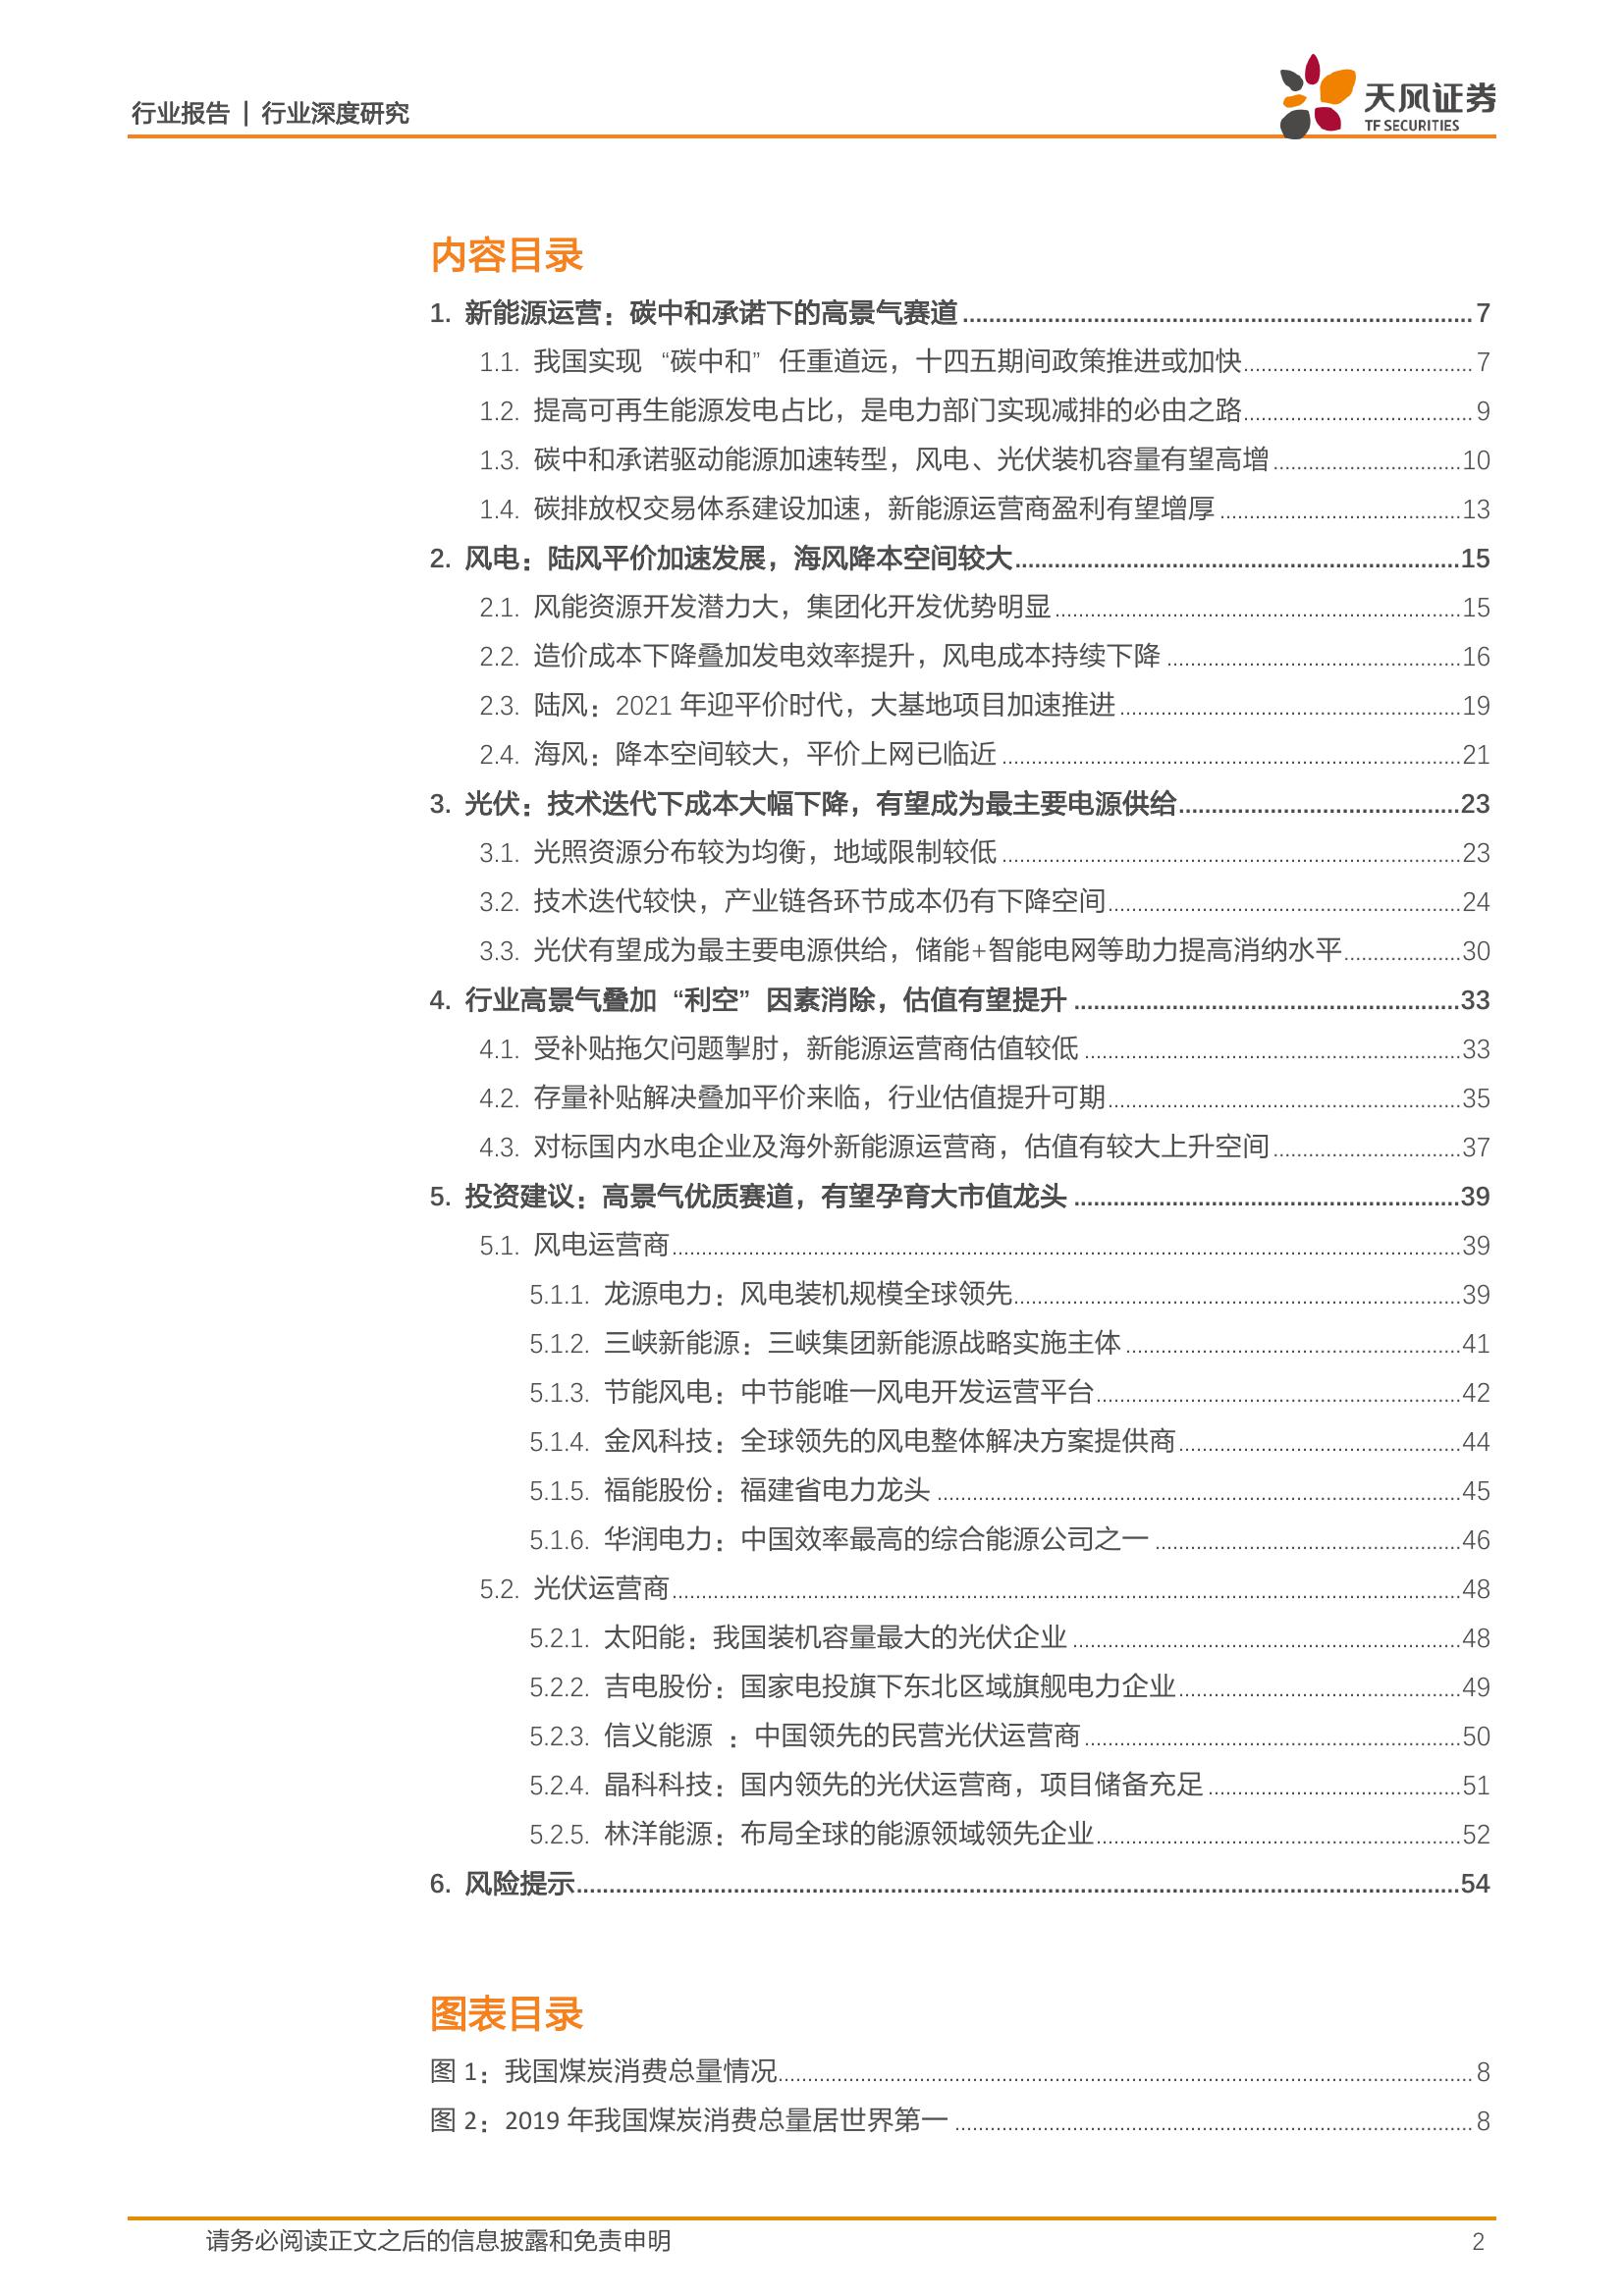 行业报告 | 行业深度研究
天风证券
TF SECURITIES
内容目录
1. 新能源运营：碳中和承诺下的高景气赛道 7
1.1. 我国实现“碳中和”任重道远，十四五期间政策推进或加快 7
1.2. 提高可再生能源发电占比，是电力部门实现减排的必由之路 9
1.3. 碳中和承诺驱动能源加速转型，风电、光伏装机容量有望高增 10
1.4. 碳排放权交易体系建设加速，新能源运营商盈利有望增厚 13
2. 风电：陆风平价加速发展，海风降本空间较大 15
2.1. 风能资源开发潜力大，集团化开发优势明显 15
2.2. 造价成本下降叠加发电效率提升，风电成本持续下降 16
2.3. 陆风：2021 年迎平价时代，大基地项目加速推进 19
2.4. 海风：降本空间较大，平价上网已临近 21
3. 光伏：技术迭代下成本大幅下降，有望成为最主要电源供给 23
3.1. 光照资源分布较为均衡，地域限制较低 23
3.2. 技术迭代较快，产业链各环节成本仍有下降空间 24
3.3. 光伏有望成为最主要电源供给，储能+智能电网等助力提高消纳水平 30
4. 行业高景气叠加“利空”因素消除，估值有望提升 33
4.1. 受补贴拖欠问题掣肘，新能源运营商估值较低 33
4.2. 存量补贴解决叠加平价来临，行业估值提升可期 35
4.3. 对标国内水电企业及海外新能源运营商，估值有较大上升空间 37
5. 投资建议：高景气优质赛道，有望孕育大市值龙头 39
5.1. 风电运营商 39
5.1.1. 龙源电力：风电装机规模全球领先 39
5.1.2. 三峡新能源：三峡集团新能源战略实施主体 41
5.1.3. 节能风电：中节能唯一风电开发运营平台 42
5.1.4. 金风科技：全球领先的风电整体解决方案提供商 44
5.1.5. 福能股份：福建省电力龙头 45
5.1.6. 华润电力：中国效率最高的综合能源公司之一 46
5.2. 光伏运营商 48
5.2.1. 太阳能：我国装机容量最大的光伏企业 48
5.2.2. 吉电股份：国家电投旗下东北区域旗舰电力企业 49
5.2.3. 信义能源 ：中国领先的民营光伏运营商 50
5.2.4. 晶科科技：国内领先的光伏运营商，项目储备充足 51
5.2.5. 林洋能源：布局全球的能源领域领先企业 52
6. 风险提示 54
图表目录
图 1：我国煤炭消费总量情况 8
图 2：2019 年我国煤炭消费总量居世界第一 8
请务必阅读正文之后的信息披露和免责申明 2